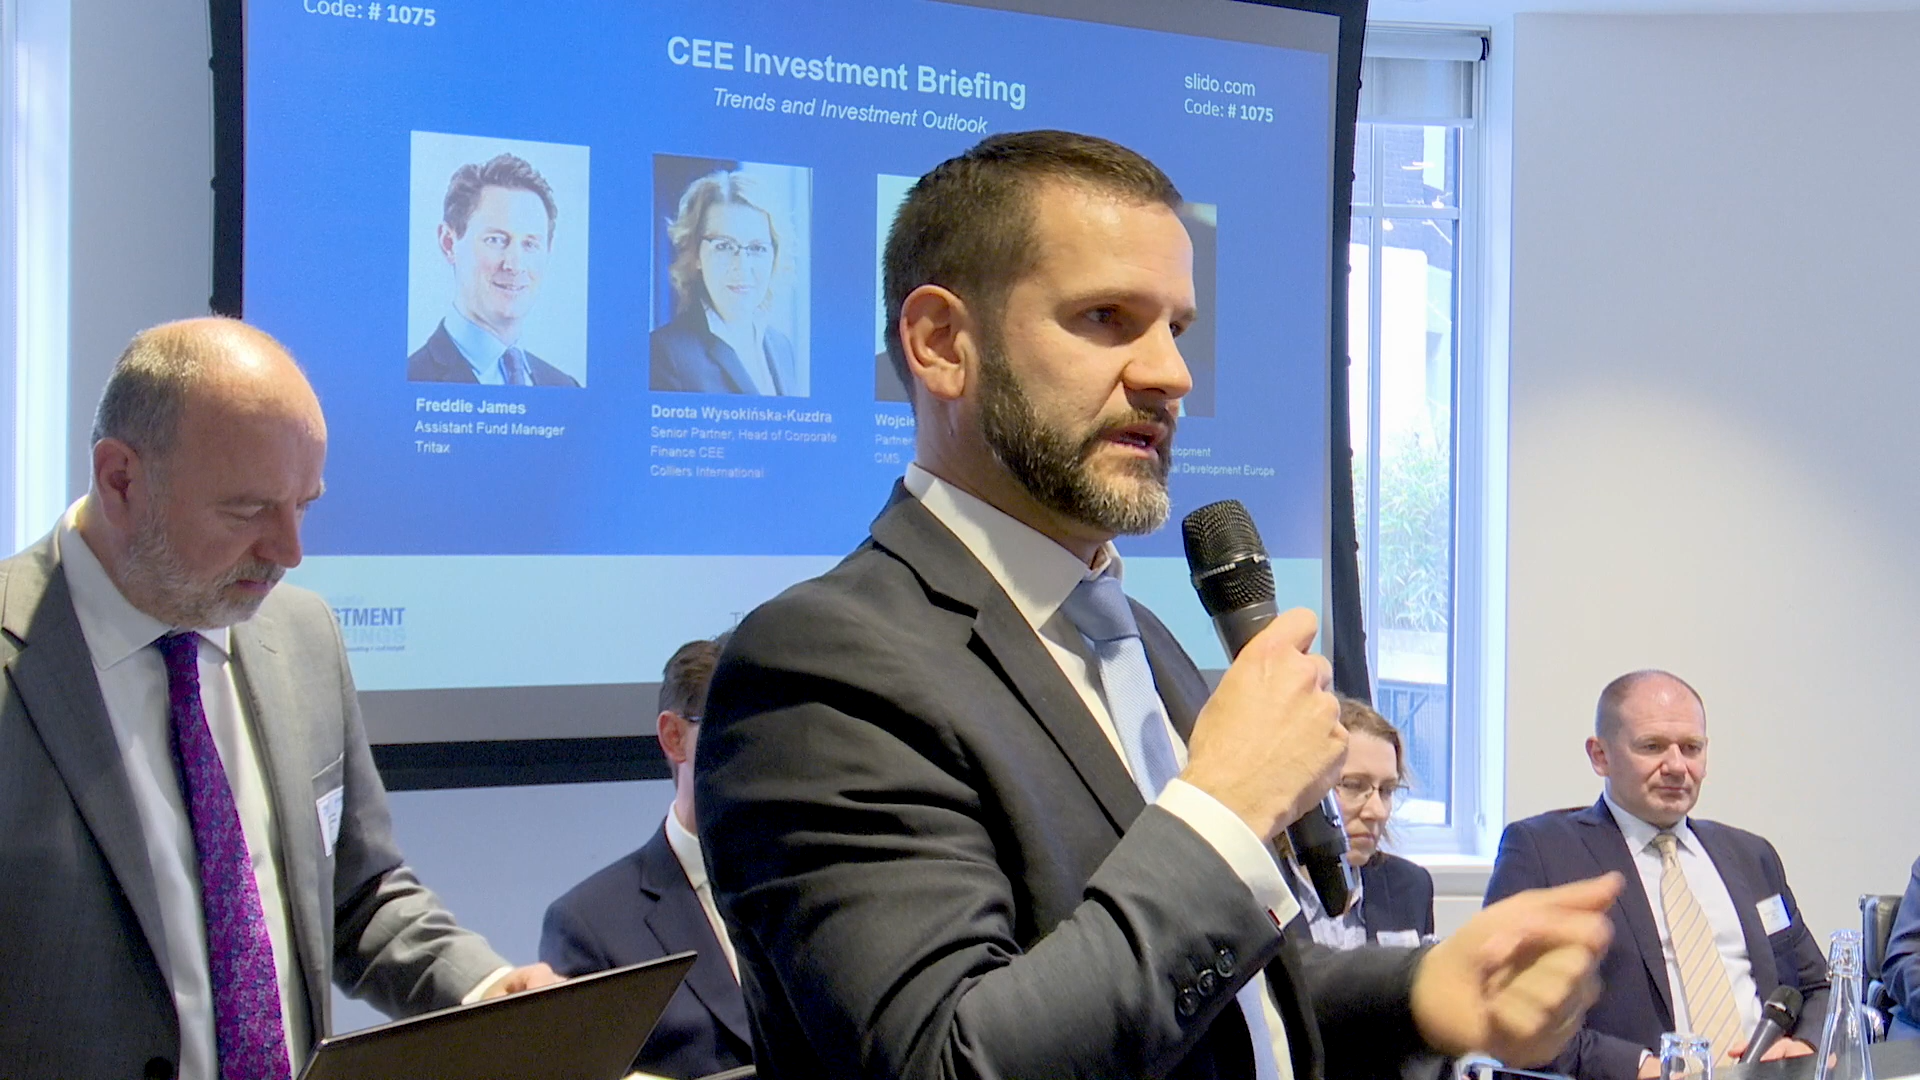 Code: # 1075
CEE Investment Briefing
Trends and Investment Outlook
slido.com
Code: # 1075
Freddie James
Assistant Fund Manager
Tritax
Dorota Wysokińska-Kuzdra
Senior Partner, Head of Corporate
Finance CEE
Colliers International
Wojcie
Partner
CMS
elopment
al Development Europe
STMENT